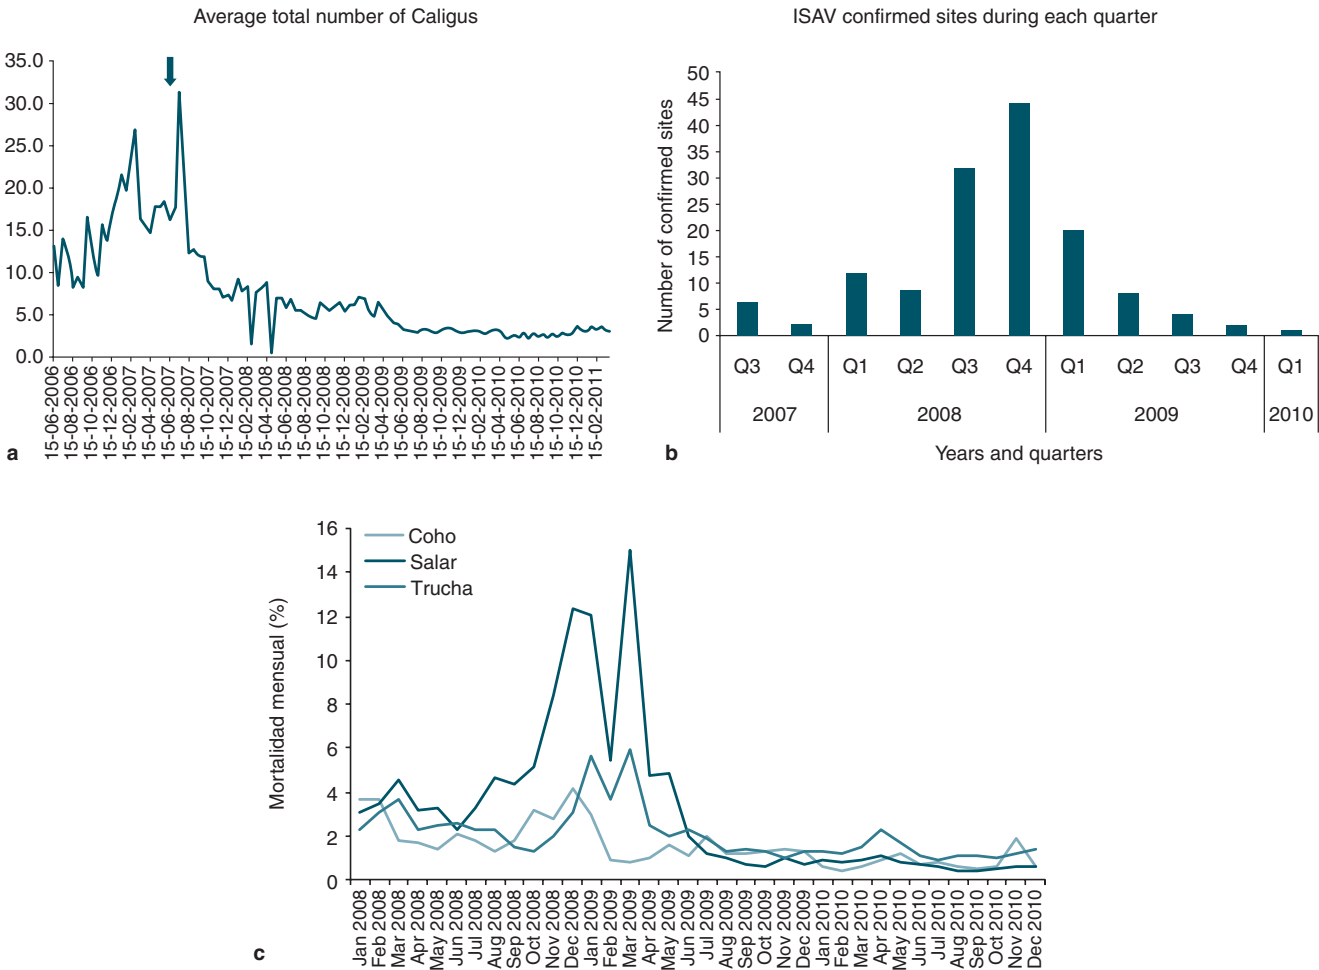 Average total number of Caligus
35.0
30.0
25.0
20.0
15.0
10.0
5.0
0.0
15-06-2006
15-08-2006
15-10-2006
15-12-2006
15-02-2007
15-04-2007
15-06-2007
15-08-2007
15-10-2007
15-12-2007
15-02-2008
15-04-2008
15-06-2008
15-08-2008
15-10-2008
15-12-2008
15-02-2009
15-04-2009
15-06-2009
15-08-2009
15-10-2009
15-12-2009
15-02-2010
15-04-2010
15-06-2010
15-08-2010
15-10-2010
15-12-2010
15-02-2011
a
ISAV confirmed sites during each quarter
Number of confirmed sites
50
45
40
35
30
25
20
15
10
5
0
Q3 Q4 Q1 Q2 Q3 Q4 Q1 Q2 Q3 Q4 Q1
2007 2008 2009 2010
Years and quarters
b
Mortalidad mensual (%)
16
14
12
10
8
6
4
2
0
Coho
Salar
Trucha
Jan 2008
Feb 2008
Mar 2008
Apr 2008
May 2008
Jun 2008
Jul 2008
Aug 2008
Sep 2008
Oct 2008
Nov 2008
Dec 2008
Jan 2009
Feb 2009
Mar 2009
Apr 2009
May 2009
Jun 2009
Jul 2009
Aug 2009
Sep 2009
Oct 2009
Nov 2009
Dec 2009
Jan 2010
Feb 2010
Mar 2010
Apr 2010
May 2010
Jun 2010
Jul 2010
Aug 2010
Sep 2010
Oct 2010
Nov 2010
Dec 2010
c